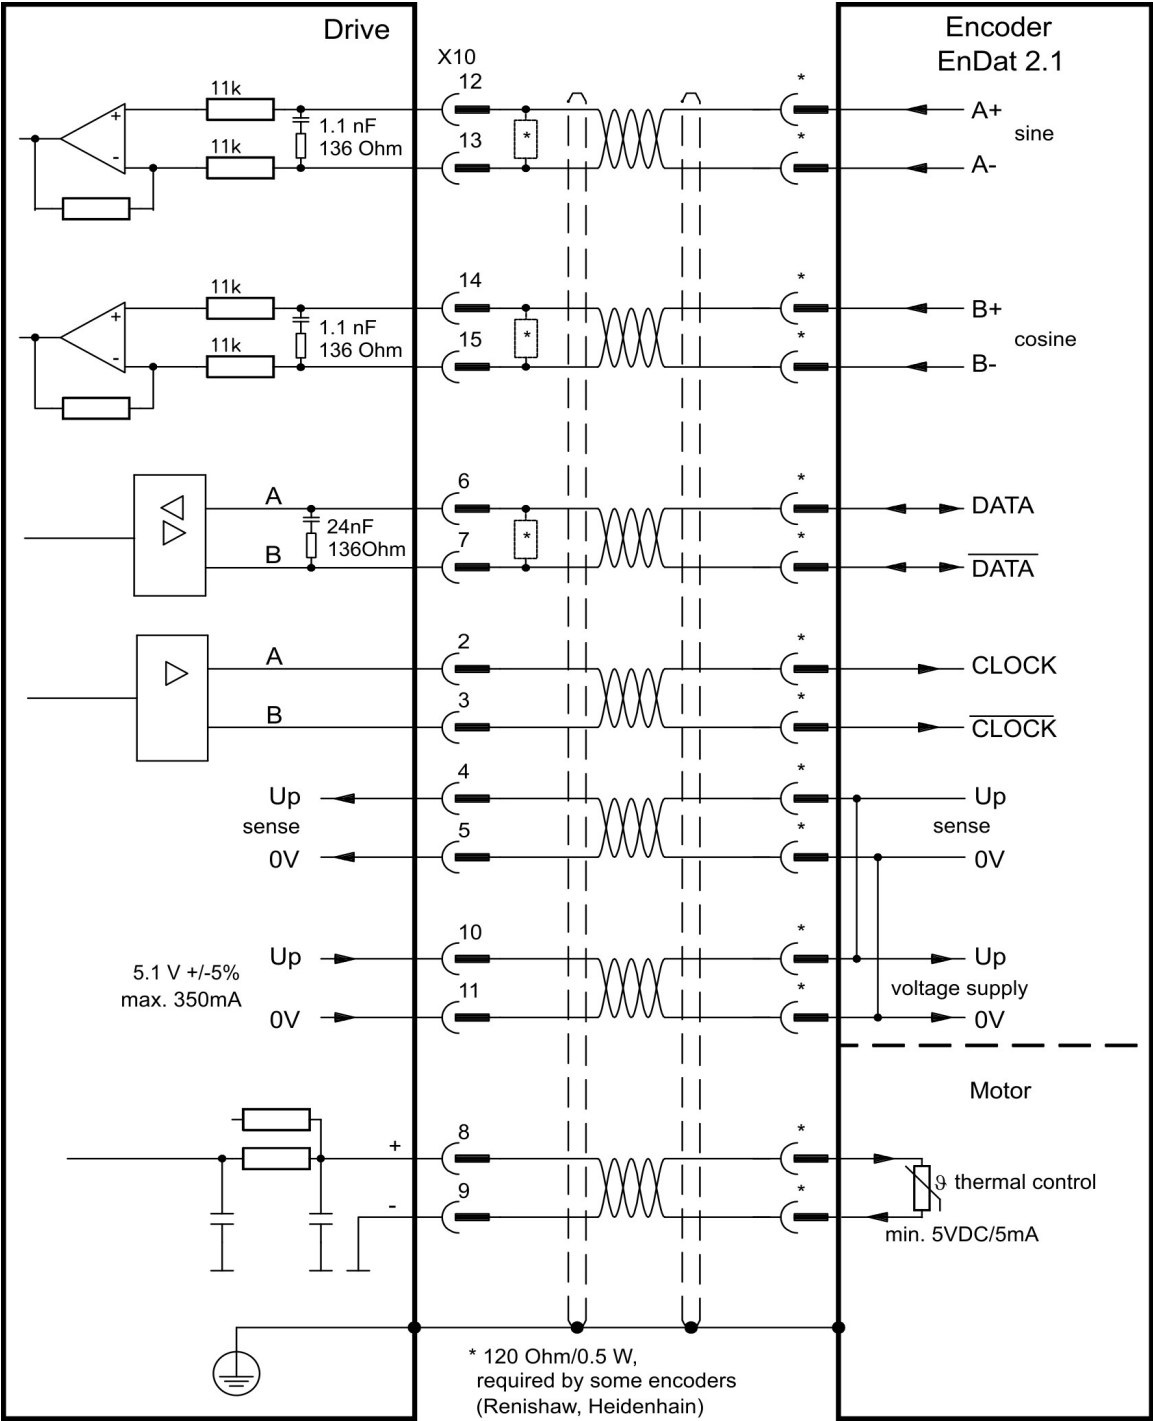 Drive
Encoder
EnDat 2.1
X10
11k
12
*
A+
+
1.1 nF
136 Ohm
*
sine
11k
13
*
A-
-
11k
14
*
B+
+
1.1 nF
136 Ohm
*
cosine
11k
15
*
B-
-
A
6
*
DATA
24nF
136Ohm
*
B
7
*
DATA
A
2
*
CLOCK
B
3
*
CLOCK
Up
4
*
Up
sense
sense
0V
5
*
0V
Up
10
*
Up
5.1 V +/-5%
max. 350mA
voltage supply
0V
11
*
0V
Motor
+
8
*
ϑ thermal control
-
9
*
min. 5VDC/5mA
* 120 Ohm/0.5 W,
required by some encoders
(Renishaw, Heidenhain)